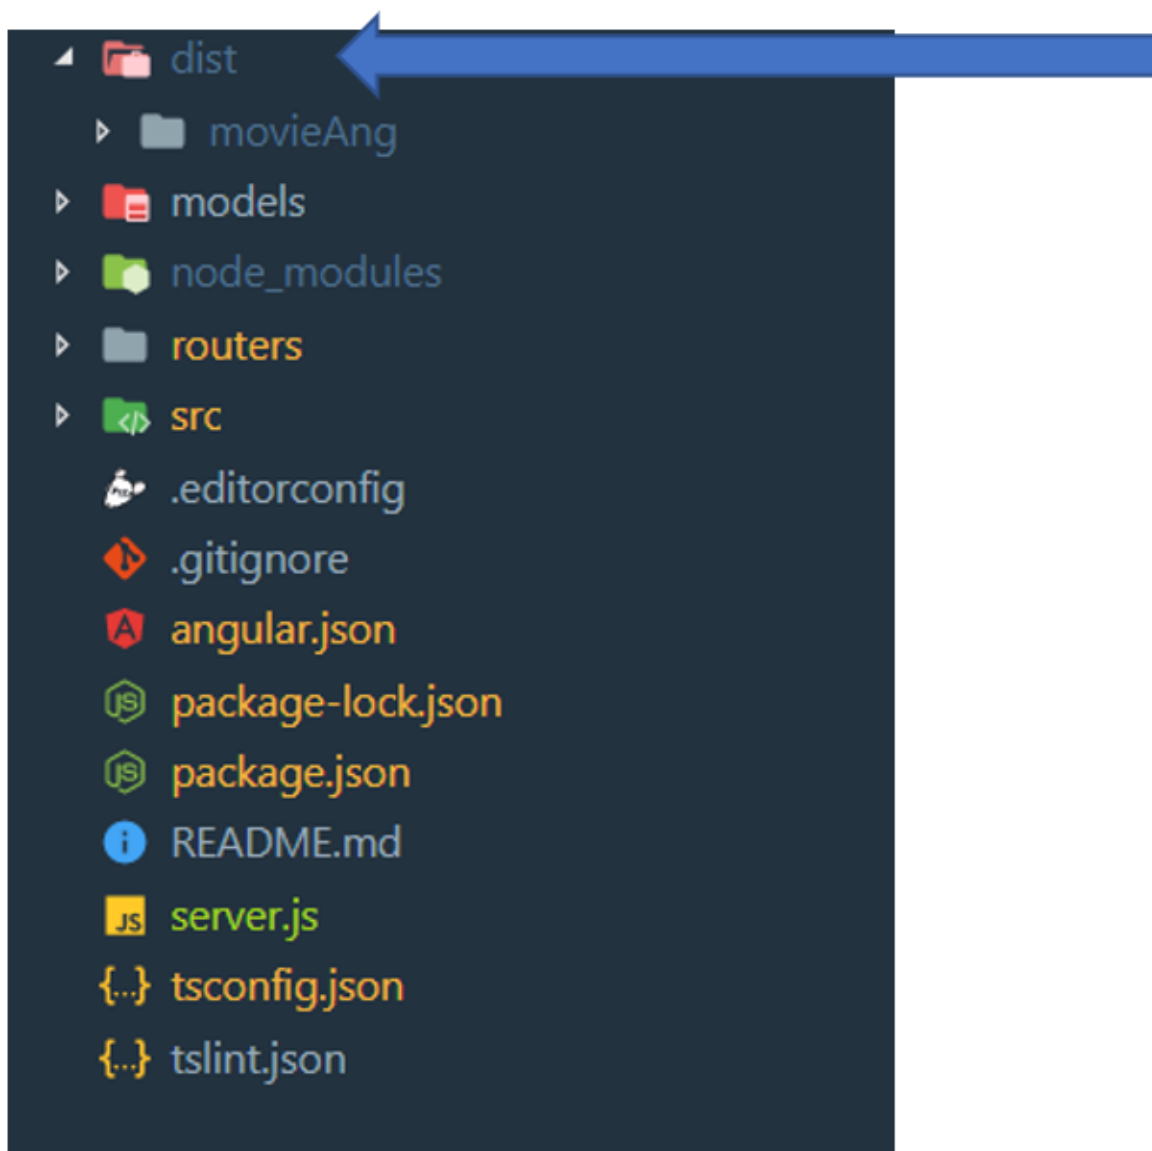 dist
movieAng
models
node_modules
routers
src
.editorconfig
.gitignore
angular.json
package-lock.json
package.json
README.md
server.js
tsconfig.json
tslint.json